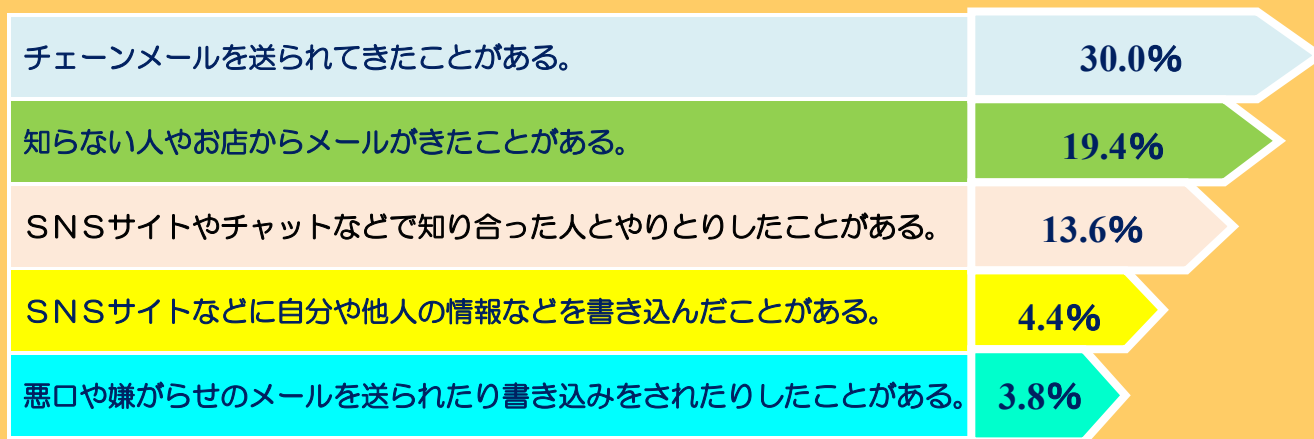 チェーンメールを送られてきたことがある。 30.0%
知らない人やお店からメールがきたことがある。 19.4%
ＳＮＳサイトやチャットなどで知り合った人とやりとりしたことがある。 13.6%
ＳＮＳサイトなどに自分や他人の情報などを書き込んだことがある。 4.4%
悪口や嫌がらせのメールを送られたり書き込みをされたりしたことがある。 3.8%